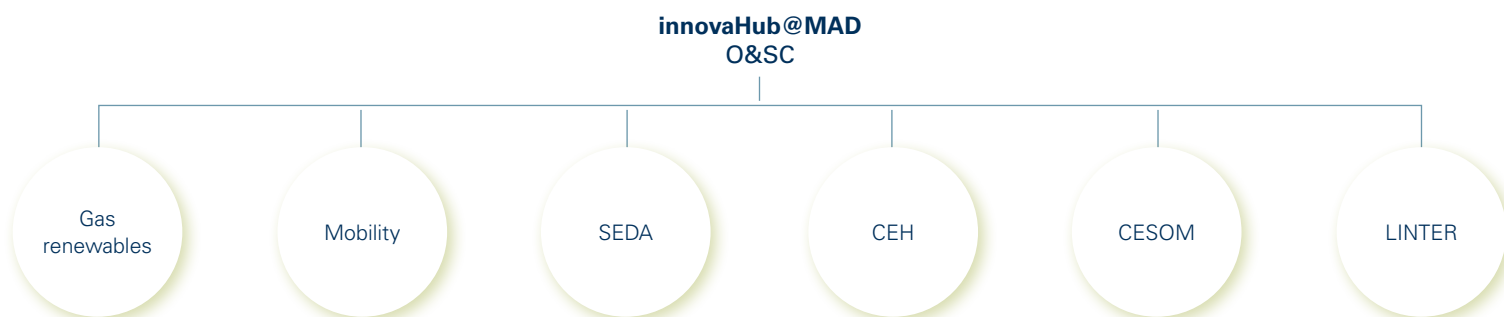 innovaHub@MAD
O&SC
Gas
renewables
Mobility
SEDA
CEH
CESOM
LINTER